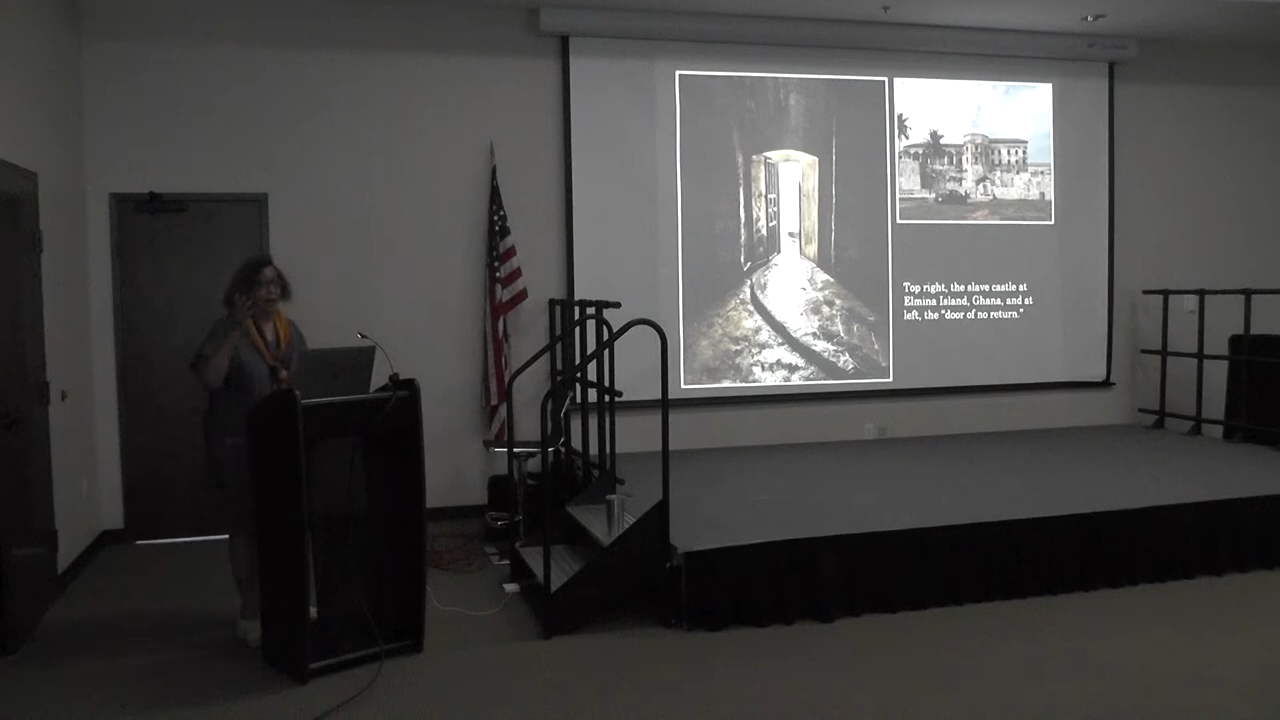 Top right, the slave castle at
Elmina Island, Ghana, and at
left, the “door of no return.”